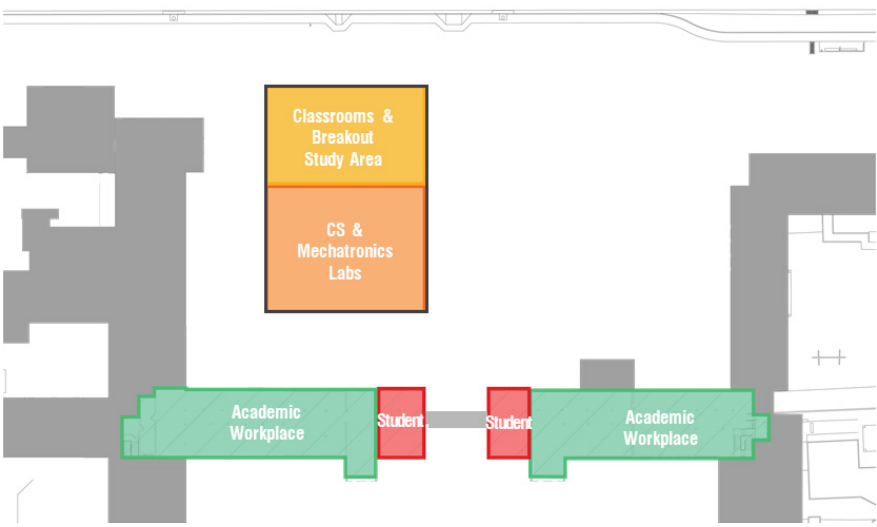 Classrooms &
Breakout
Study Area
CS &
Mechatronics
Labs
Academic
Workplace
Student
Student
Academic
Workplace